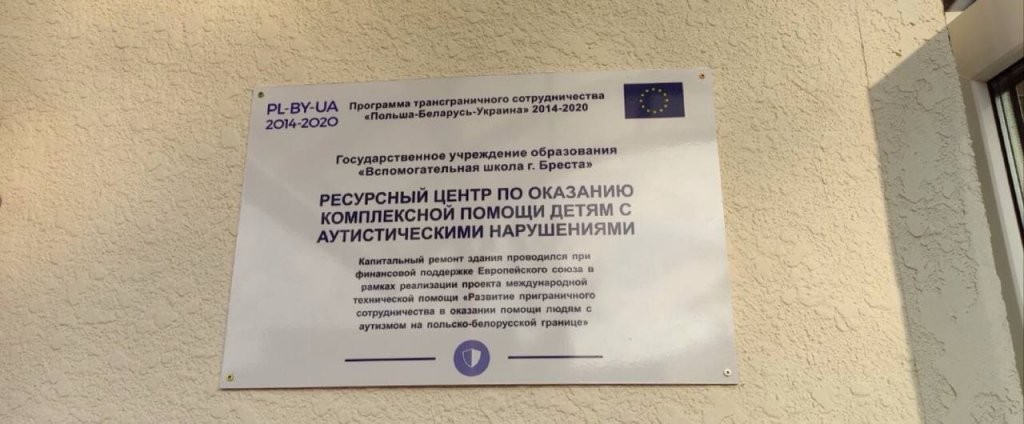 PL-BY-UA
2014-2020
Программа трансграничного сотрудничества
«Польша-Беларусь-Украина» 2014-2020
Государственное учреждение образования
«Вспомогательная школа г. Бреста»
РЕСУРСНЫЙ ЦЕНТР ПО ОКАЗАНИЮ
КОМПЛЕКСНОЙ ПОМОЩИ ДЕТЯМ С
АУТИСТИЧЕСКИМИ НАРУШЕНИЯМИ
Капитальный ремонт здания проводился при
финансовой поддержке Европейского союза в
рамках реализации проекта международной
технической помощи «Развитие приграничного
сотрудничества в оказании помощи людям с
аутизмом на польско-белорусской границе»